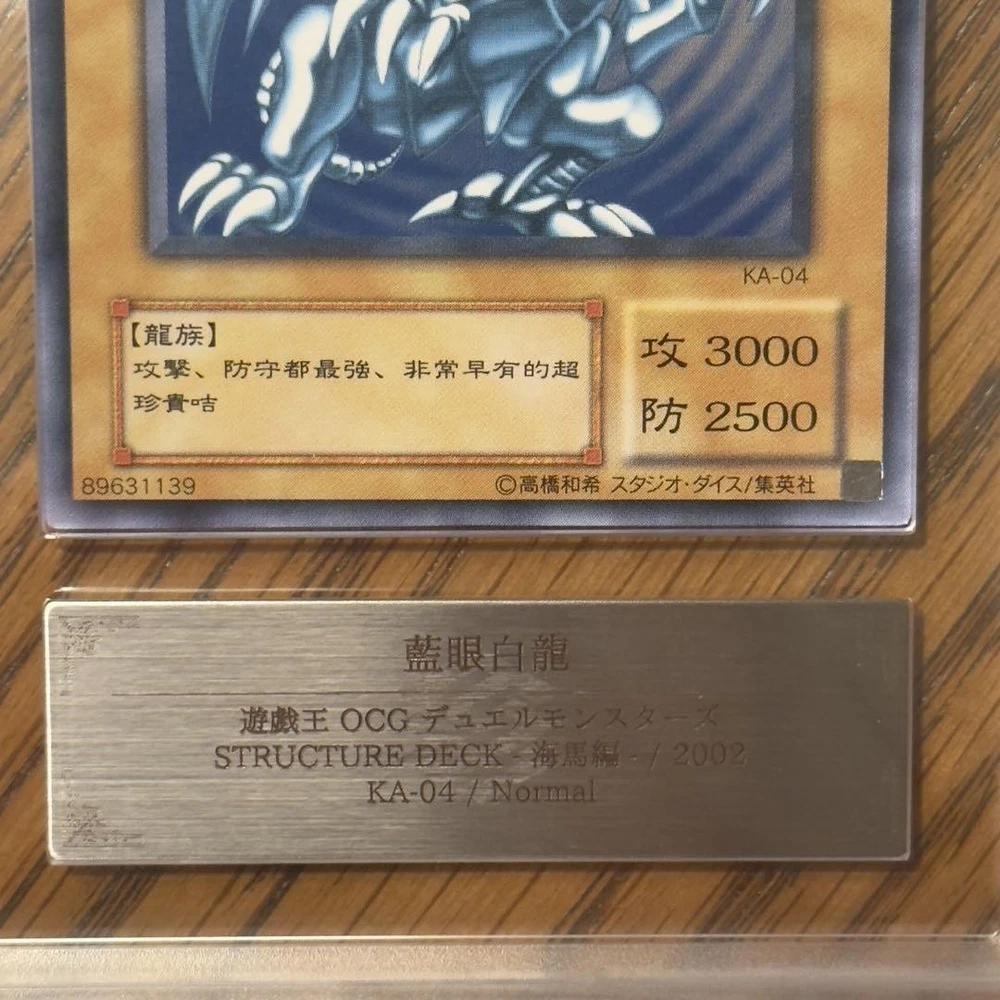 KA-04
【龍族】
攻擊、防守都最強、非常早有的超
珍貴咭
攻 3000
防 2500
89631139
©高橋和希 スタジオ・ダイス/集英社
藍眼白龍
遊戯王 OCG デュエルモンスターズ
STRUCTURE DECK - 海馬編 - / 2002
KA-04 / Normal